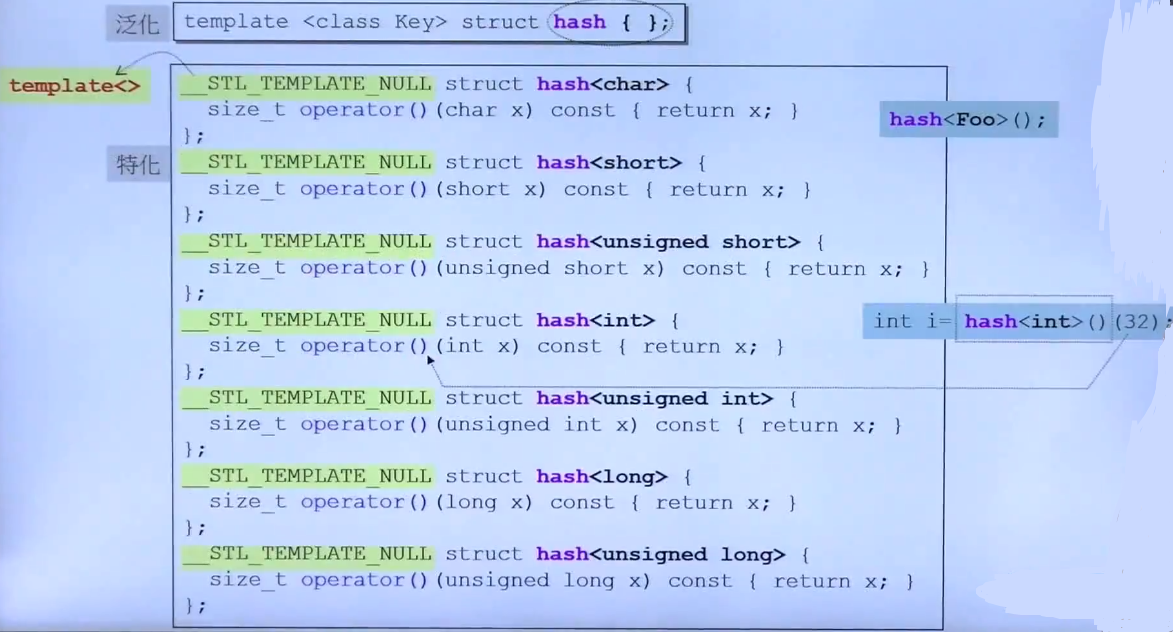 泛化
template <class Key> struct hash { };
template<>
__STL_TEMPLATE_NULL struct hash<char> {
size_t operator()(char x) const { return x; }
};
hash<Foo>();
特化
__STL_TEMPLATE_NULL struct hash<short> {
size_t operator()(short x) const { return x; }
};
__STL_TEMPLATE_NULL struct hash<unsigned short> {
size_t operator()(unsigned short x) const { return x; }
};
__STL_TEMPLATE_NULL struct hash<int> {
size_t operator()(int x) const { return x; }
};
int i= hash<int>()(32);
__STL_TEMPLATE_NULL struct hash<unsigned int> {
size_t operator()(unsigned int x) const { return x; }
};
__STL_TEMPLATE_NULL struct hash<long> {
size_t operator()(long x) const { return x; }
};
__STL_TEMPLATE_NULL struct hash<unsigned long> {
size_t operator()(unsigned long x) const { return x; }
};